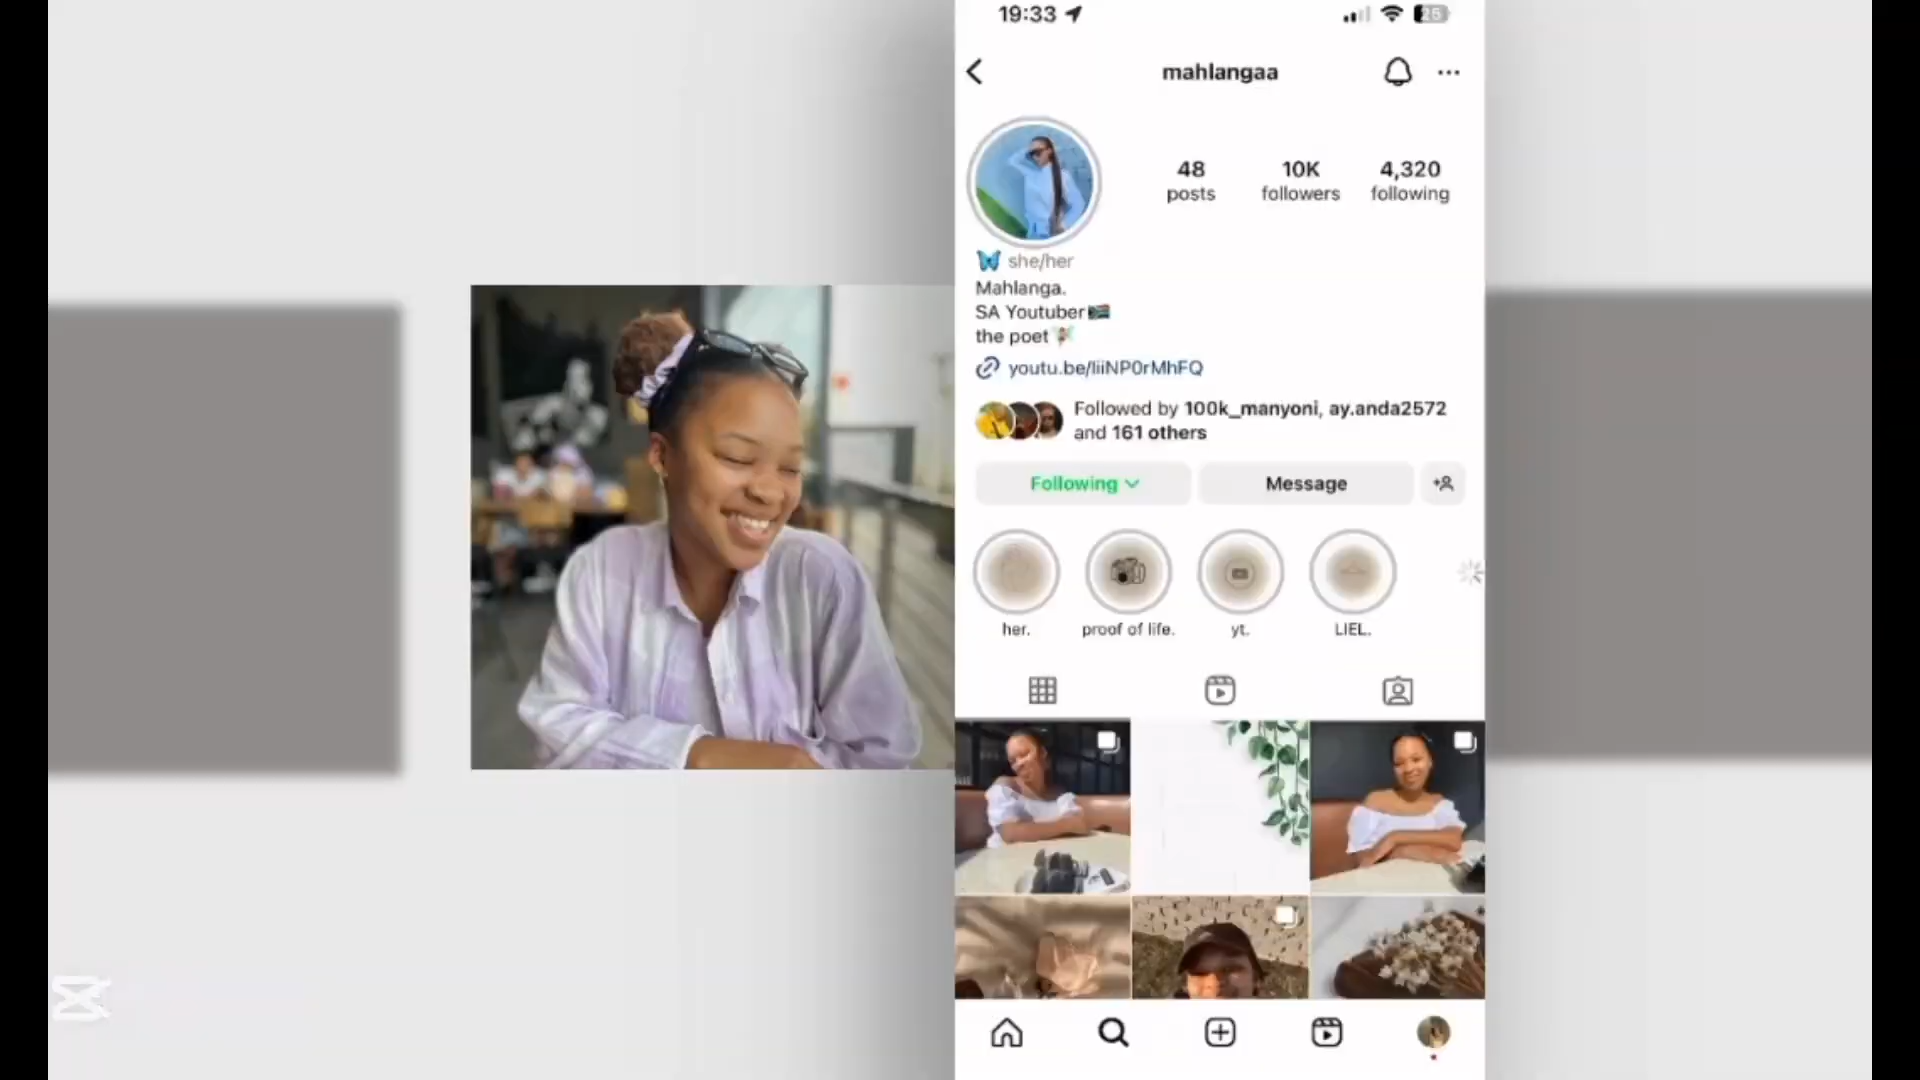 19:33
25
mahlangaa
48
posts
10K
followers
4,320
following
she/her
Mahlanga.
SA Youtuber
the poet
youtu.be/liiNP0rMhFQ
Followed by 100k_manyoni, ay.anda2572
and 161 others
Following
Message
her.
proof of life.
yt.
LIEL.